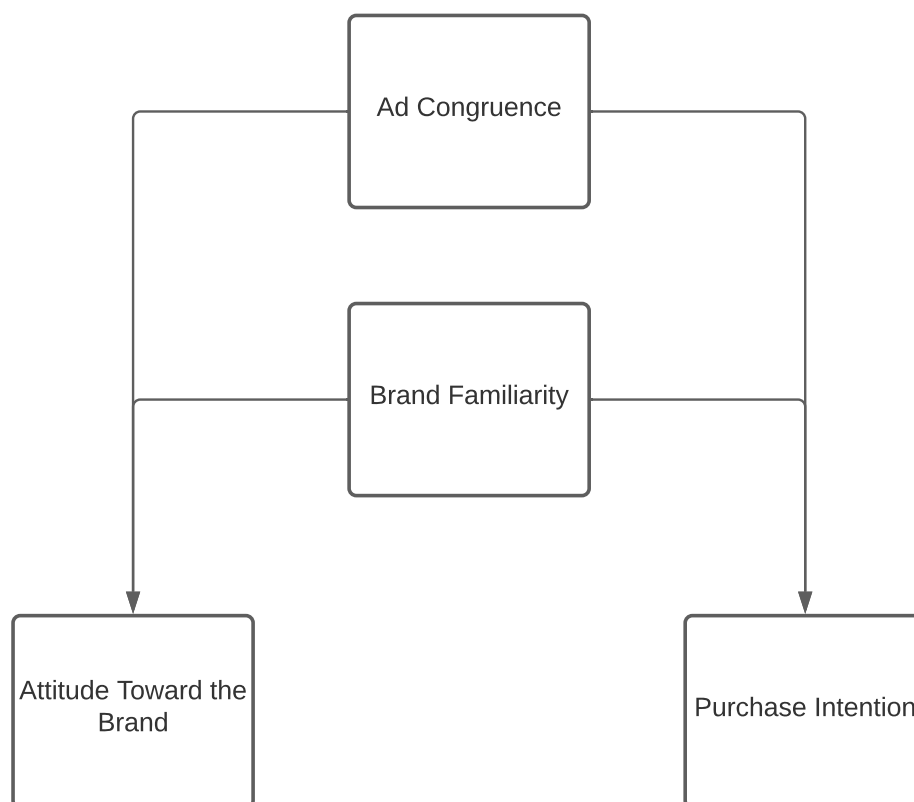 Ad Congruence
Brand Familiarity
Attitude Toward the
Brand
Purchase Intention